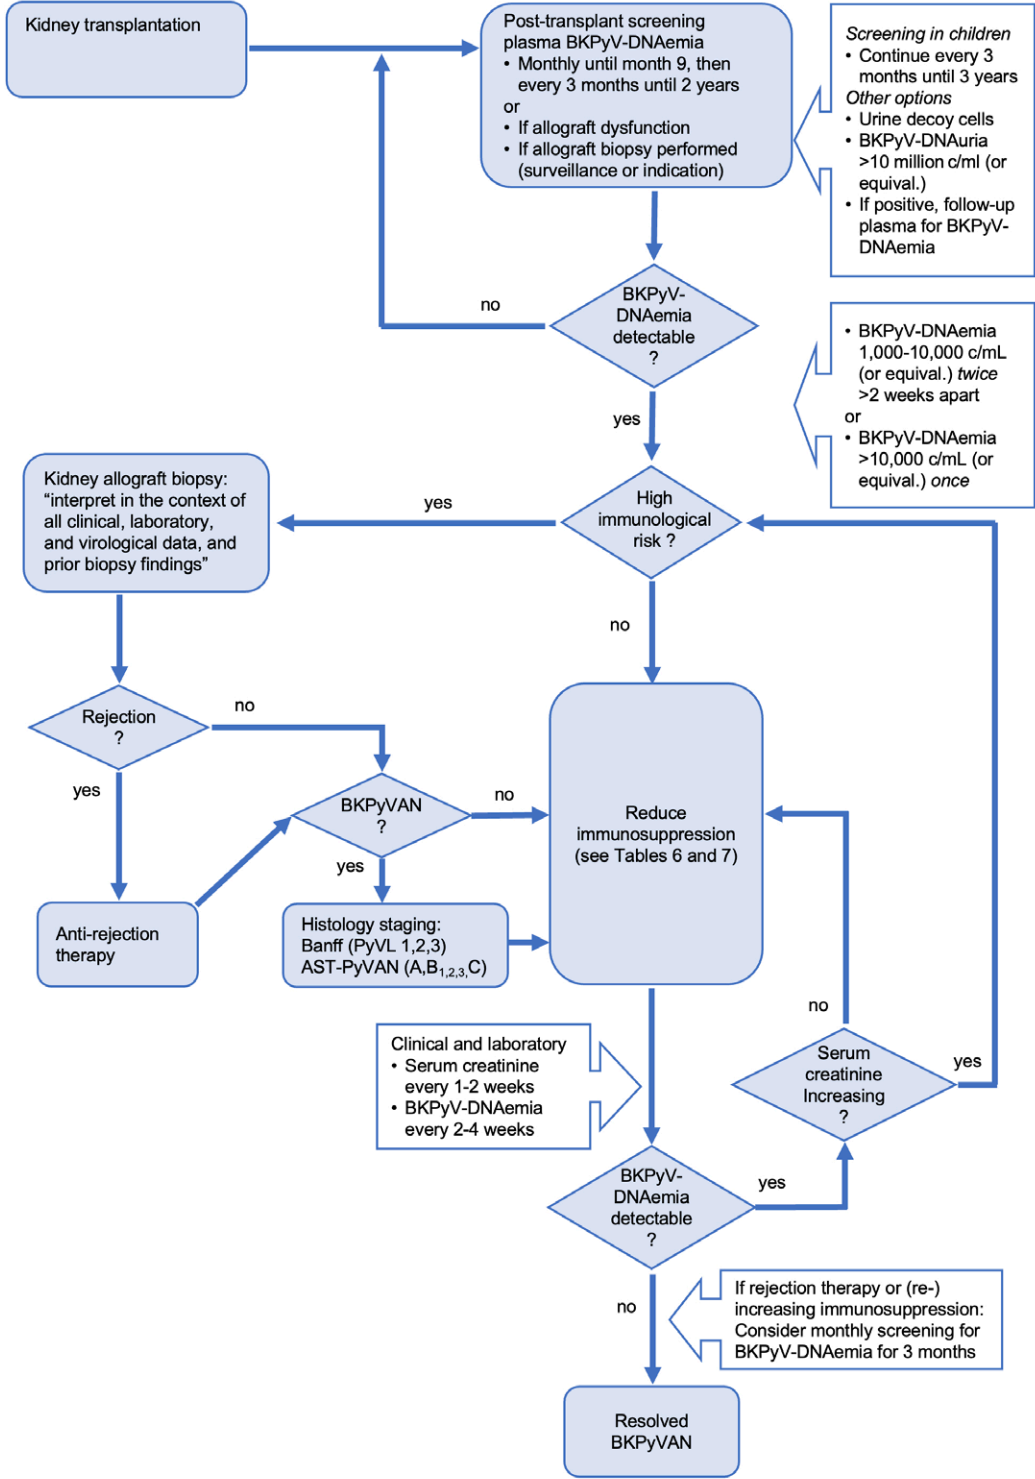 Kidney transplantation
Post-transplant screening
plasma BKPyV-DNAemia
• Monthly until month 9, then
every 3 months until 2 years
or
• If allograft dysfunction
• If allograft biopsy performed
(surveillance or indication)
Screening in children
• Continue every 3
months until 3 years
Other options
• Urine decoy cells
• BKPyV-DNAuria
>10 million c/ml (or
equival.)
• If positive, follow-up
plasma for BKPyV-
DNAemia
BKPyV-
DNAemia
detectable
?
no
yes
• BKPyV-DNAemia
1,000-10,000 c/mL
(or equival.) twice
>2 weeks apart
or
• BKPyV-DNAemia
>10,000 c/mL (or
equival.) once
High
immunological
risk ?
yes
no
Kidney allograft biopsy:
“interpret in the context of
all clinical, laboratory,
and virological data, and
prior biopsy findings”
Rejection
?
no
yes
BKPyVAN
?
no
yes
Anti-rejection
therapy
Histology staging:
Banff (PyVL 1,2,3)
AST-PyVAN (A,B1,2,3,C)
Reduce
immunosuppression
(see Tables 6 and 7)
Clinical and laboratory
• Serum creatinine
every 1-2 weeks
• BKPyV-DNAemia
every 2-4 weeks
no
Serum
creatinine
Increasing
?
yes
BKPyV-
DNAemia
detectable
?
yes
no
If rejection therapy or (re-)
increasing immunosuppression:
Consider monthly screening for
BKPyV-DNAemia for 3 months
Resolved
BKPyVAN